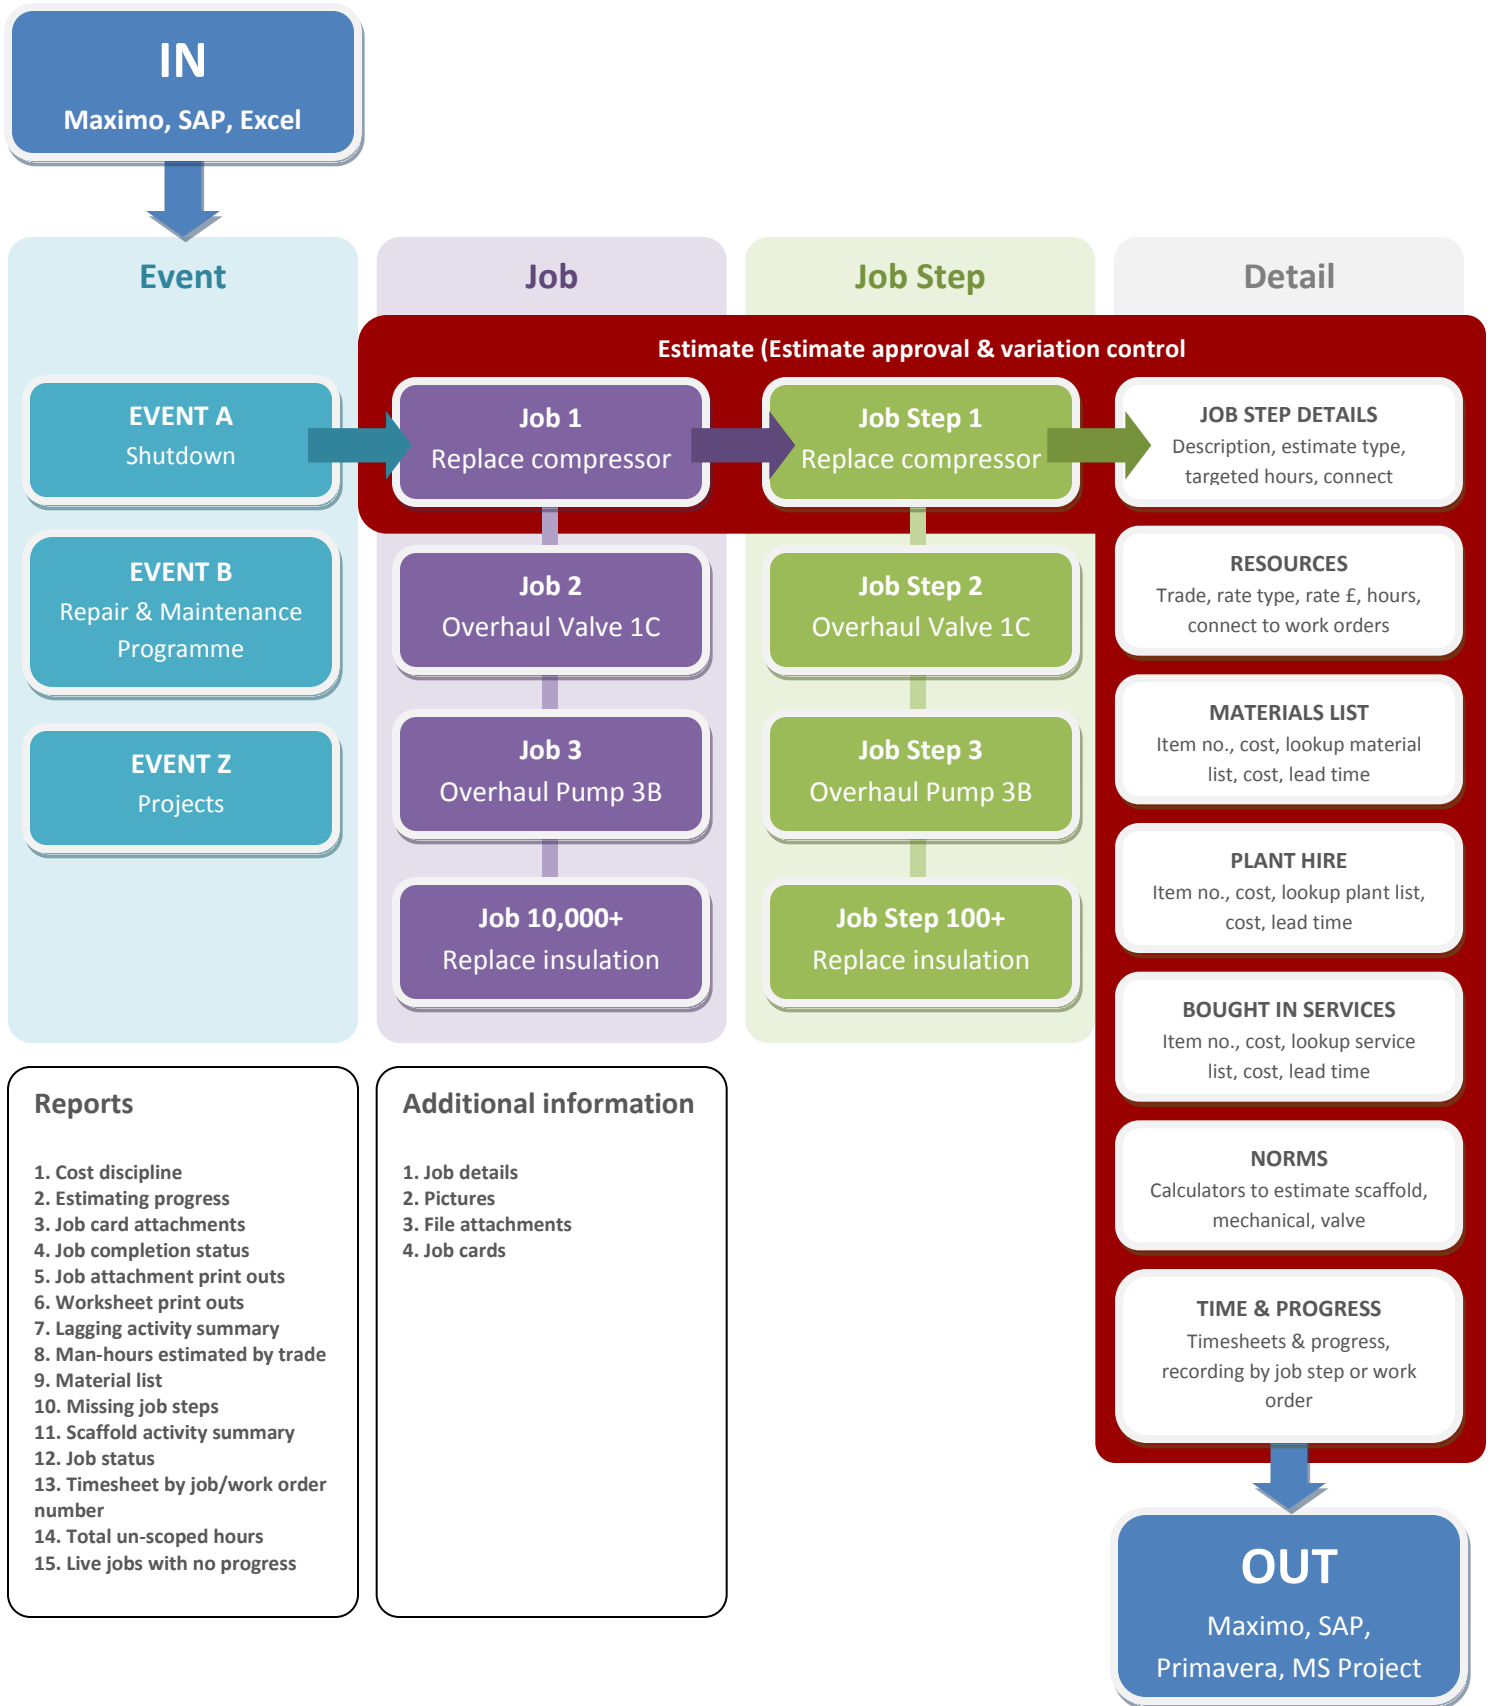 IN
Maximo, SAP, Excel
Event
Job
Job Step
Detail
Estimate (Estimate approval & variation control
EVENT A
Shutdown
EVENT B
Repair & Maintenance
Programme
EVENT Z
Projects
Job 1
Replace compressor
Job 2
Overhaul Valve 1C
Job 3
Overhaul Pump 3B
Job 10,000+
Replace insulation
Job Step 1
Replace compressor
Job Step 2
Overhaul Valve 1C
Job Step 3
Overhaul Pump 3B
Job Step 100+
Replace insulation
JOB STEP DETAILS
Description, estimate type,
targeted hours, connect
RESOURCES
Trade, rate type, rate £, hours,
connect to work orders
MATERIALS LIST
Item no., cost, lookup material
list, cost, lead time
PLANT HIRE
Item no., cost, lookup plant list,
cost, lead time
BOUGHT IN SERVICES
Item no., cost, lookup service
list, cost, lead time
NORMS
Calculators to estimate scaffold,
mechanical, valve
TIME & PROGRESS
Timesheets & progress,
recording by job step or work
order
Reports
1. Cost discipline
2. Estimating progress
3. Job card attachments
4. Job completion status
5. Job attachment print outs
6. Worksheet print outs
7. Lagging activity summary
8. Man-hours estimated by trade
9. Material list
10. Missing job steps
11. Scaffold activity summary
12. Job status
13. Timesheet by job/work order
number
14. Total un-scoped hours
15. Live jobs with no progress
Additional information
1. Job details
2. Pictures
3. File attachments
4. Job cards
OUT
Maximo, SAP,
Primavera, MS Project